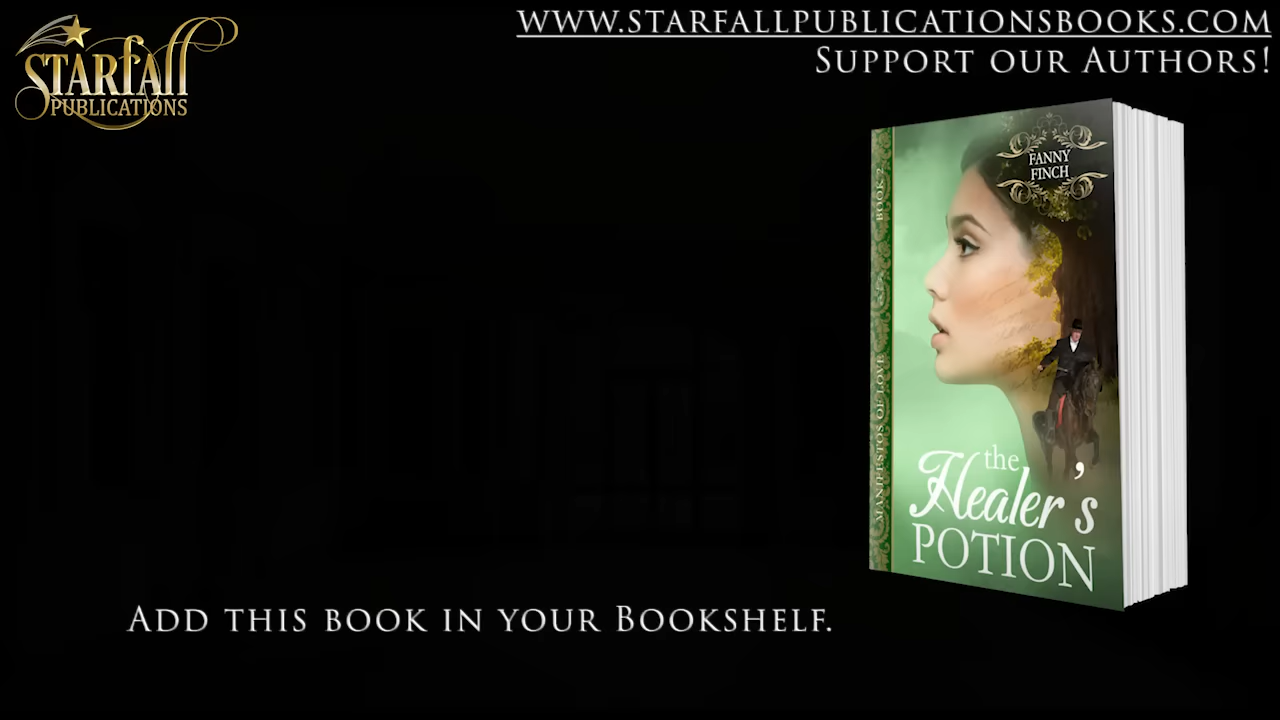 STARfall
PUBLICATIONS
WWW.STARFALLPUBLICATIONSBOOKS.COM
SUPPORT OUR AUTHORS!
FANNY
FINCH
BOOK 2
MANIFESTOS OF LOVE
the
Healer's
POTION
ADD THIS BOOK IN YOUR BOOKSHELF.